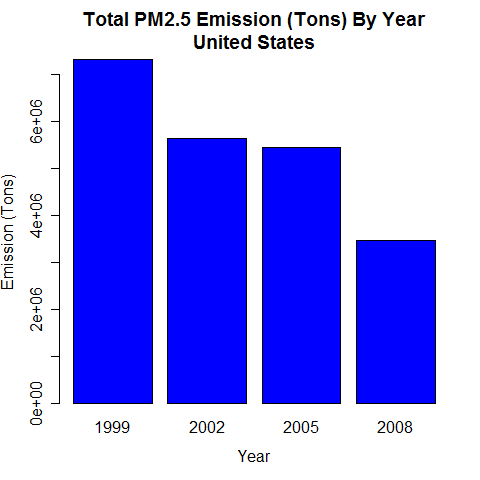 Total PM2.5 Emission (Tons) By Year
United States
Emission (Tons)
6e+06
4e+06
2e+06
0e+00
1999 2002 2005 2008
Year